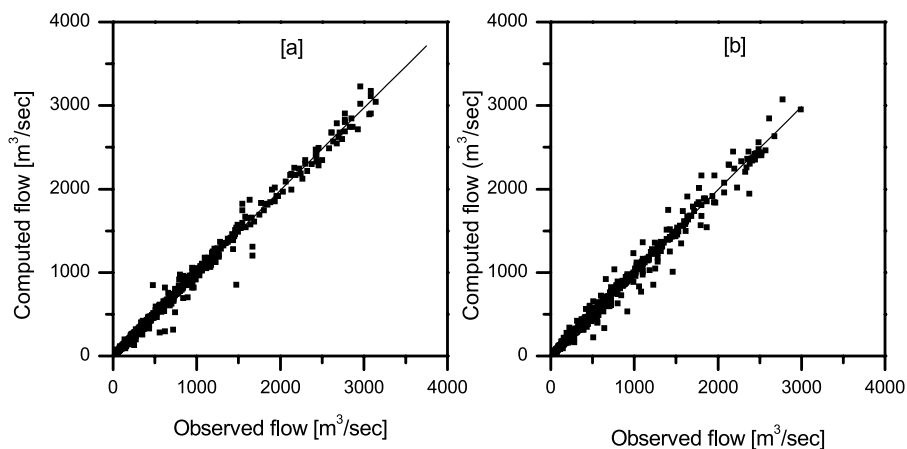 [a]
Computed flow [m³/sec]
4000
3000
2000
1000
0
0 1000 2000 3000 4000
Observed flow [m³/sec]
[b]
Computed flow (m³/sec]
4000
3000
2000
1000
0
0 1000 2000 3000 4000
Observed flow [m³/sec]